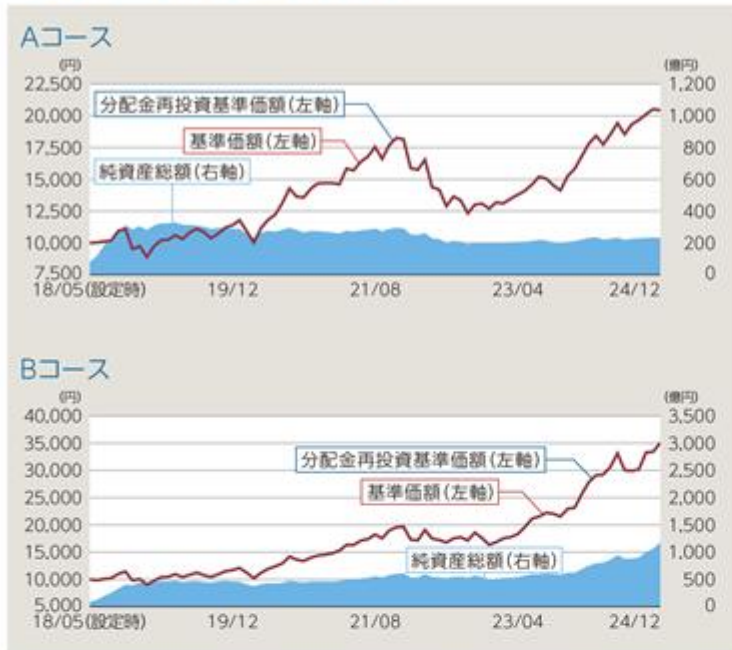 Aコース
(円) (億円)
22,500 1,200
20,000 1,000
分配金再投資基準価額(左軸)
17,500 800
基準価額(左軸)
純資産総額(右軸)
15,000 600
12,500 400
10,000 200
7,500 0
18/05(設定時) 19/12 21/08 23/04 24/12
Bコース
(円) (億円)
40,000 3,500
35,000 3,000
分配金再投資基準価額(左軸)
30,000 2,500
基準価額(左軸)
25,000 2,000
20,000 1,500
純資産総額(右軸)
15,000 1,000
10,000 500
5,000 0
18/05(設定時) 19/12 21/08 23/04 24/12